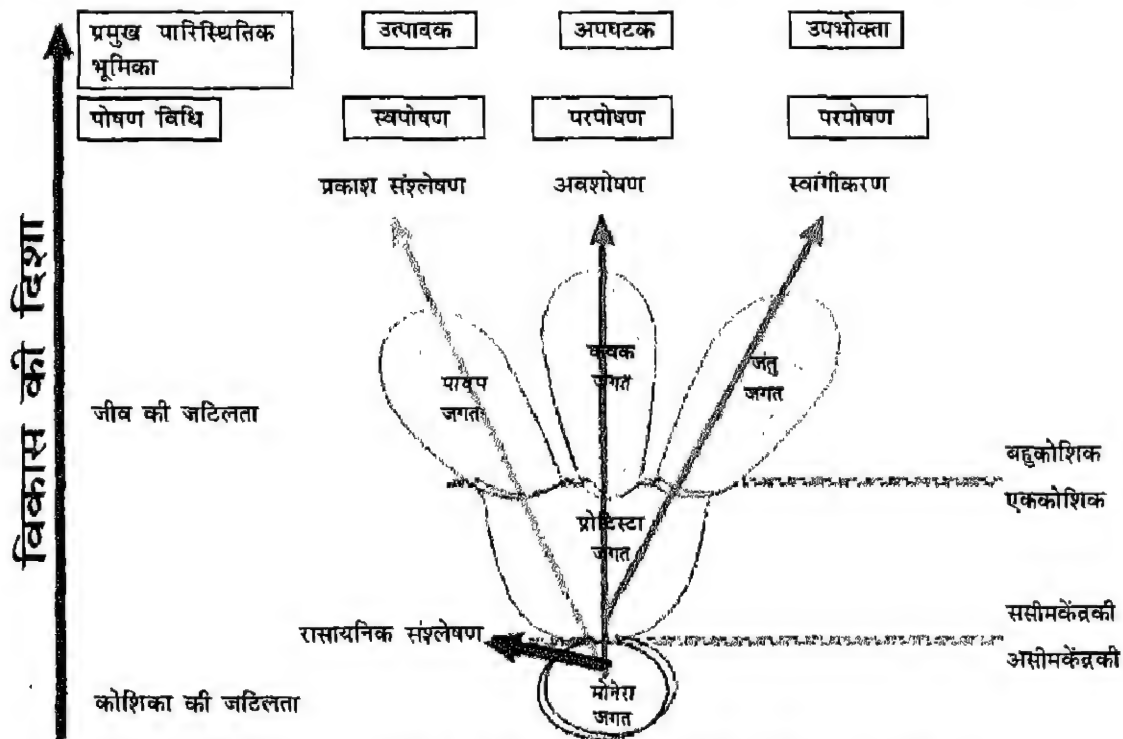 प्रमुख पारिस्थितिक
भूमिका
उत्पादक
अपघटक
उपभोक्ता
पोषण विधि
स्वपोषण
परपोषण
परपोषण
प्रकाश संश्लेषण
अवशोषण
स्वांगीकरण
विकास की दिशा
पादप
जगत
कवक
जगत
जंतु
जगत
जीव की जटिलता
बहुकोशिक
एककोशिक
प्रोटिस्टा
जगत
रासायनिक संश्लेषण
ससीमकेंद्रकी
असीमकेंद्रकी
कोशिका की जटिलता
मोनेरा
जगत